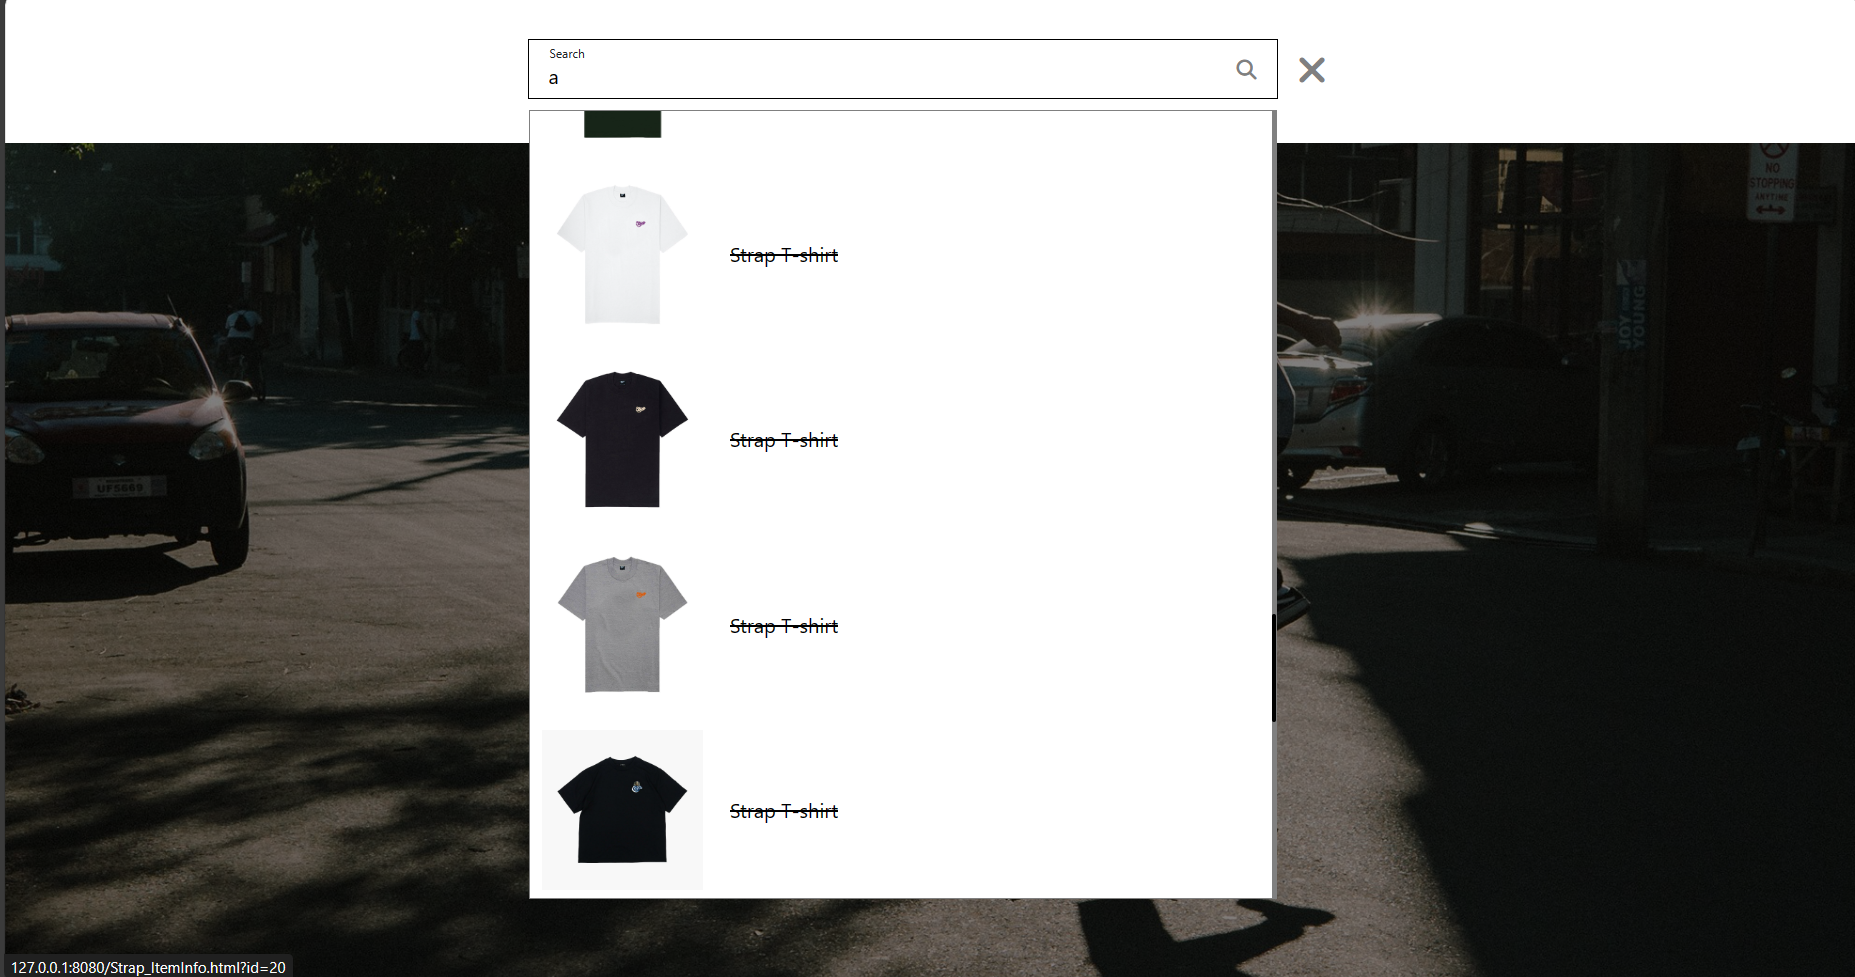 Search
a
Strap T-shirt
Strap T-shirt
Strap T-shirt
Strap T-shirt
NO
STOPPING
ANYTIME
JOY
YOUNG
UF5669
127.0.0.1:8080/Strap_ItemInfo.html?id=20